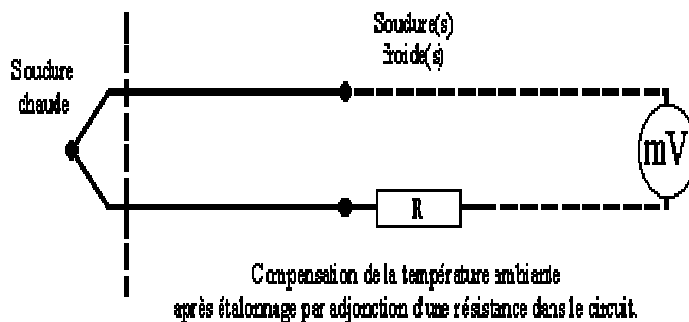 Soudure(s)
froide(s)
Soudure
chaude
mV
R
Compensation de la température ambiante
après étalonnage par adjonction d'une résistance dans le circuit.